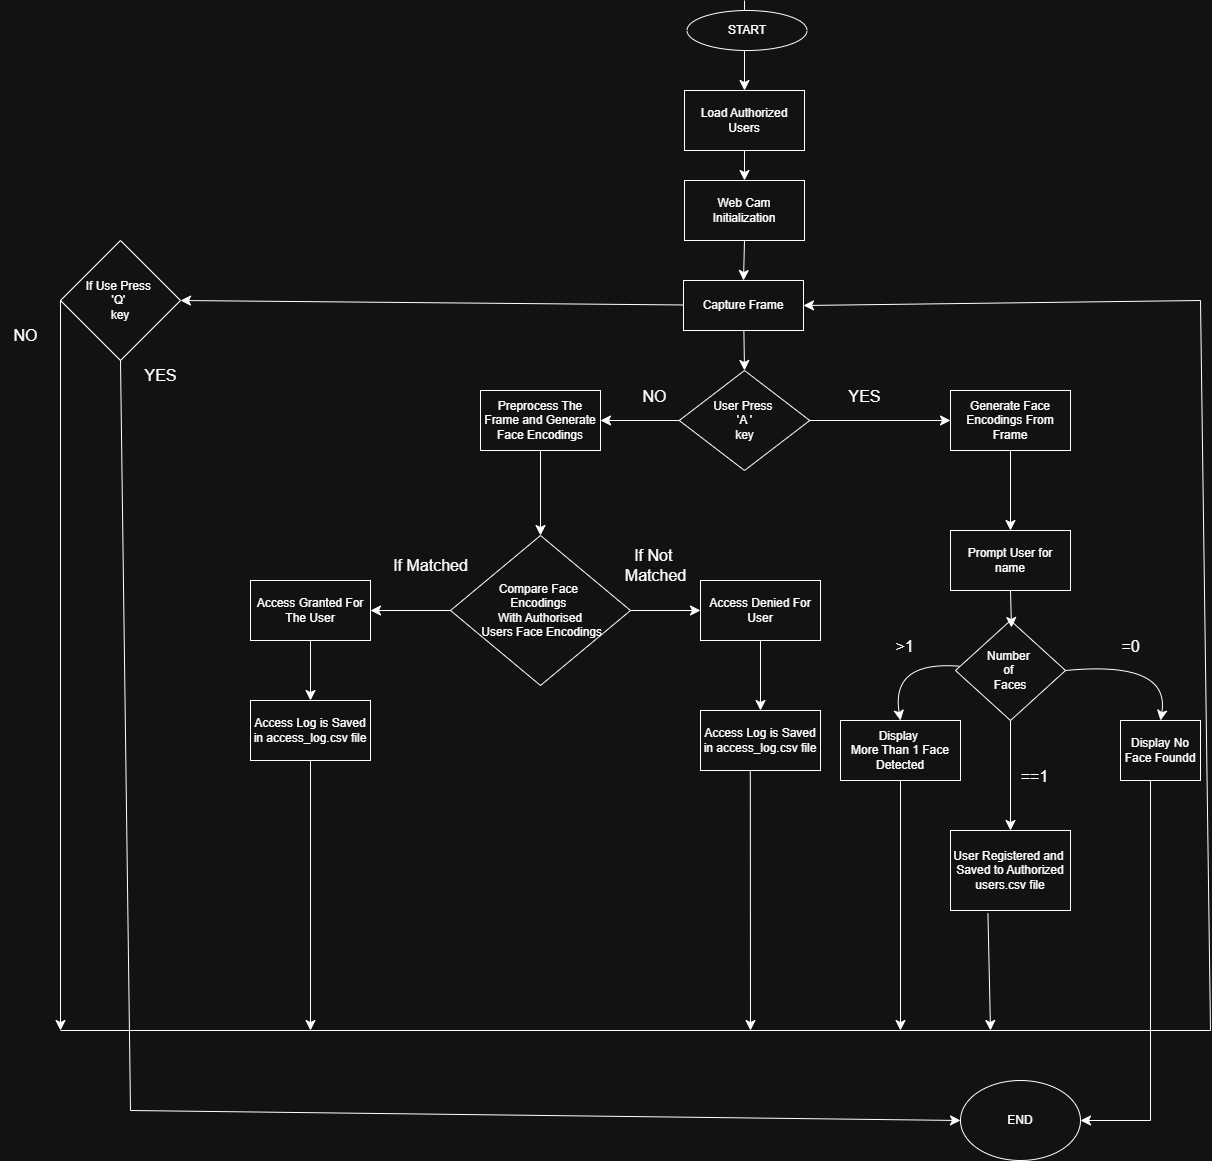 START
Load Authorized
Users
Web Cam
Initialization
If Use Press
'Q'
key
Capture Frame
NO
YES
User Press
'A '
key
NO
YES
Preprocess The
Frame and Generate
Face Encodings
Generate Face
Encodings From
Frame
Prompt User for
name
If Matched
If Not
Matched
Compare Face
Encodings
With Authorised
Users Face Encodings
Access Granted For
The User
Access Denied For
User
>1
Number
of
Faces
=0
Access Log is Saved
in access_log.csv file
Access Log is Saved
in access_log.csv file
Display
More Than 1 Face
Detected
==1
Display No
Face Foundd
User Registered and
Saved to Authorized
users.csv file
END